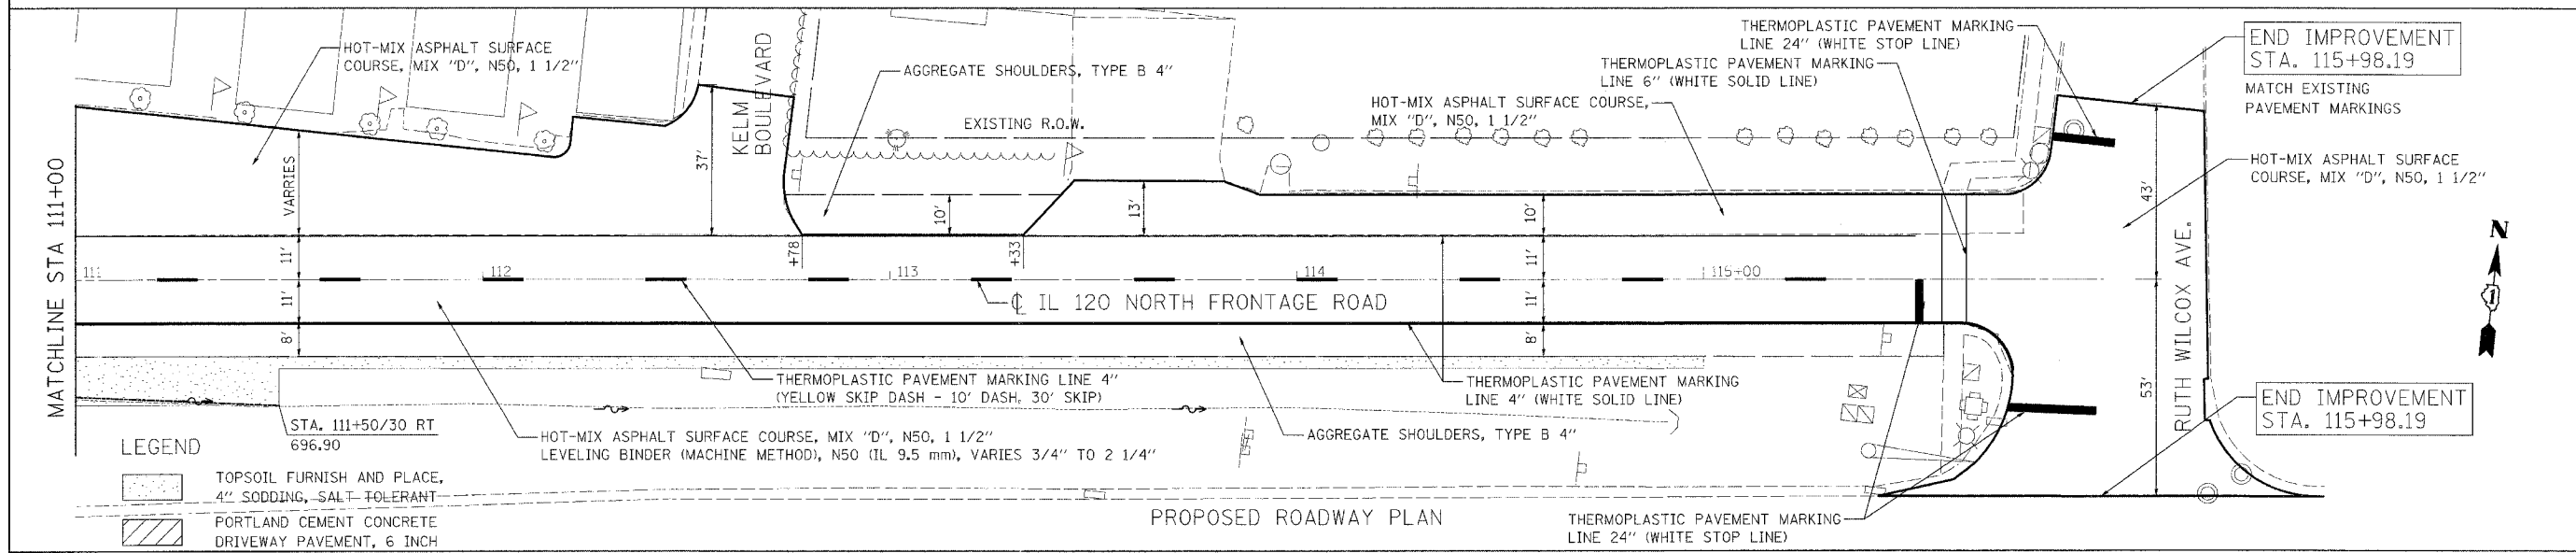 HOT-MIX ASPHALT SURFACE
COURSE, MIX "D", N50, 1 1/2"
KELM
BOULEVARD
AGGREGATE SHOULDERS, TYPE B 4"
EXISTING R.O.W.
THERMOPLASTIC PAVEMENT MARKING
LINE 24" (WHITE STOP LINE)
THERMOPLASTIC PAVEMENT MARKING
LINE 6" (WHITE SOLID LINE)
HOT-MIX ASPHALT SURFACE COURSE,
MIX "D", N50, 1 1/2"
END IMPROVEMENT
STA. 115+98.19
MATCH EXISTING
PAVEMENT MARKINGS
HOT-MIX ASPHALT SURFACE
COURSE, MIX "D", N50, 1 1/2"
MATCHLINE STA 111+00
VARRIES
37'
10'
13'
10'
43'
11'
11'
8'
+78
+33
11'
11'
8'
53'
111
112
113
114
115+00
℄ IL 120 NORTH FRONTAGE ROAD
RUTH WILCOX AVE.
N
1
THERMOPLASTIC PAVEMENT MARKING LINE 4"
(YELLOW SKIP DASH - 10' DASH, 30' SKIP)
THERMOPLASTIC PAVEMENT MARKING
LINE 4" (WHITE SOLID LINE)
END IMPROVEMENT
STA. 115+98.19
STA. 111+50/30 RT
696.90
HOT-MIX ASPHALT SURFACE COURSE, MIX "D", N50, 1 1/2"
LEVELING BINDER (MACHINE METHOD), N50 (IL 9.5 mm), VARIES 3/4" TO 2 1/4"
AGGREGATE SHOULDERS, TYPE B 4"
LEGEND
TOPSOIL FURNISH AND PLACE,
4" SODDING, SALT TOLERANT
PORTLAND CEMENT CONCRETE
DRIVEWAY PAVEMENT, 6 INCH
PROPOSED ROADWAY PLAN
THERMOPLASTIC PAVEMENT MARKING
LINE 24" (WHITE STOP LINE)